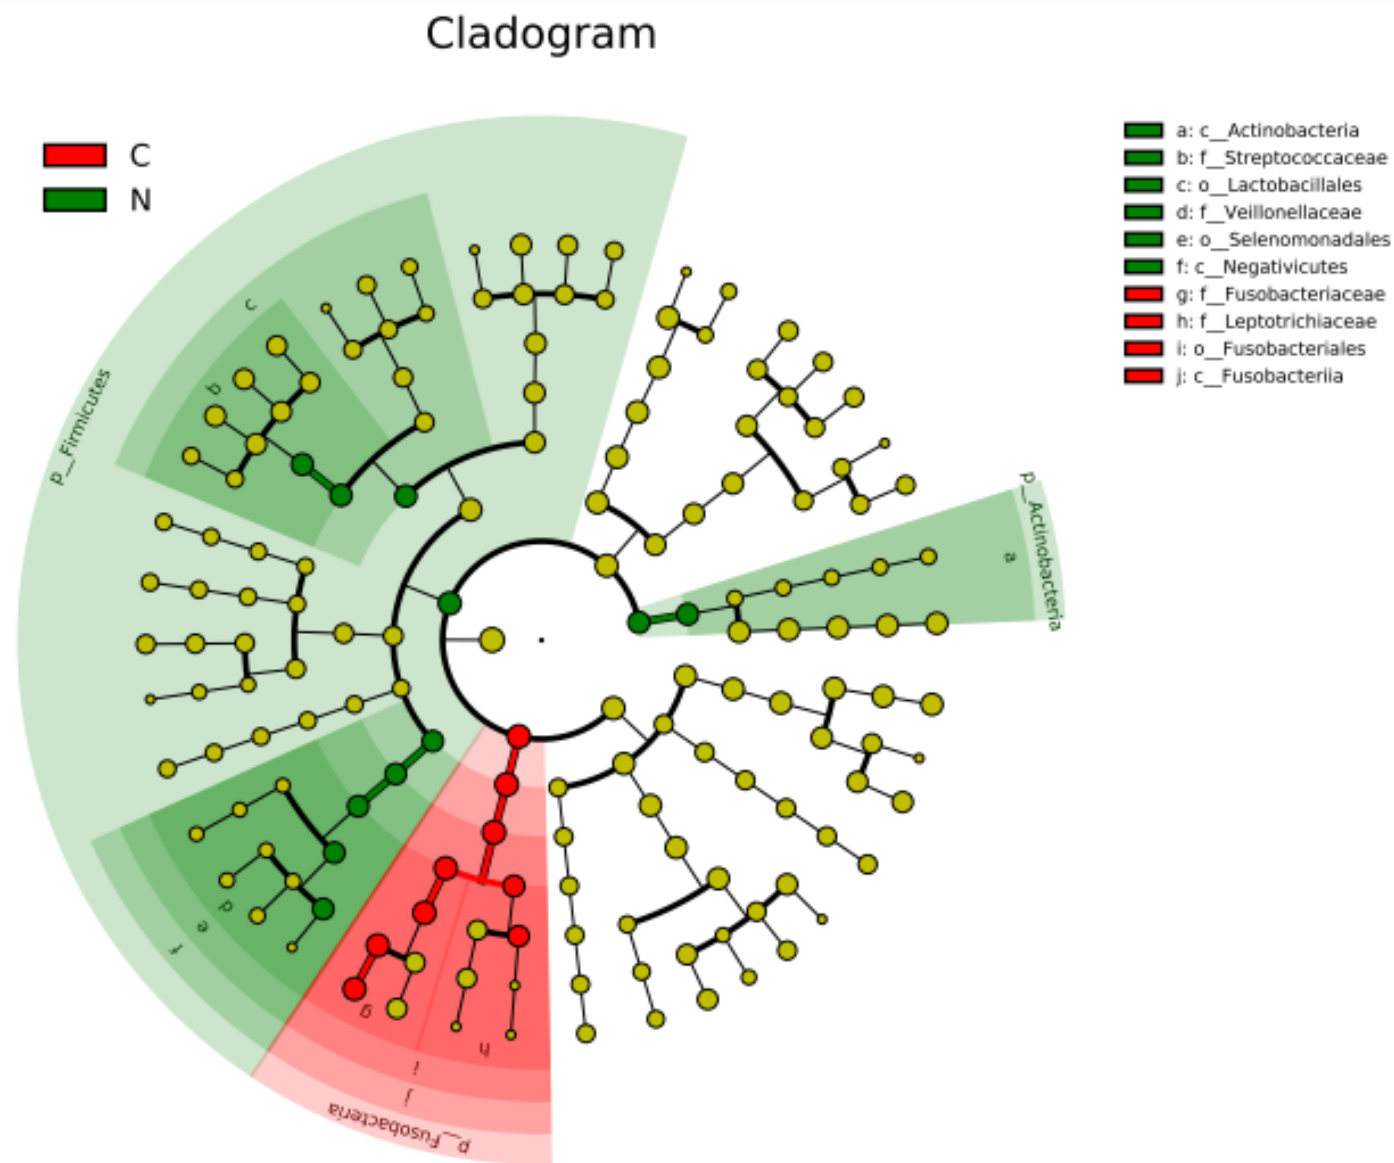 Cladogram
C
N
a: c__Actinobacteria
b: f__Streptococcaceae
c: o__Lactobacillales
d: f__Veillonellaceae
e: o__Selenomonadales
f: c__Negativicutes
g: f__Fusobacteriaceae
h: f__Leptotrichiaceae
i: o__Fusobacteriales
j: c__Fusobacteriia
p__Firmicutes
c
b
p__Actinobacteria
a
d
e
f
g
h
i
j
p__Fusobacteria